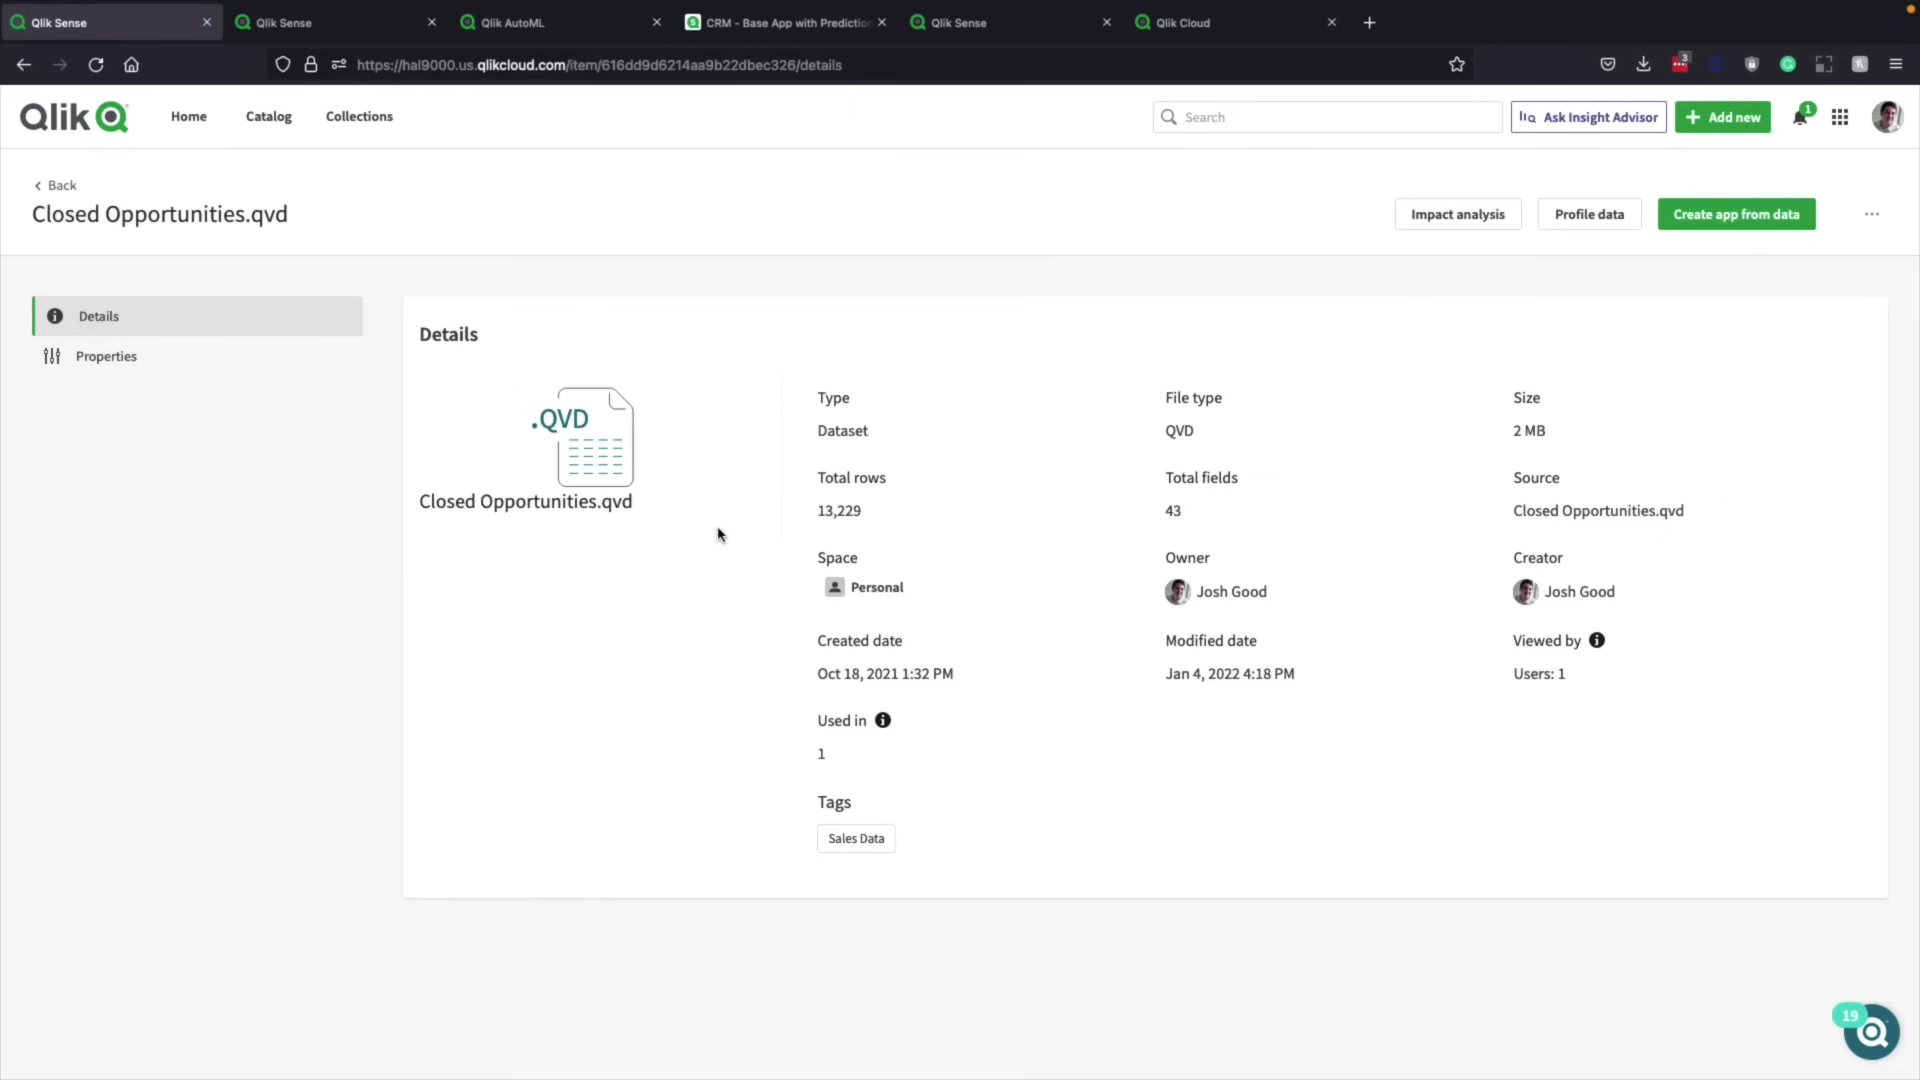 Qlik Sense
Qlik Sense
Qlik AutoML
CRM - Base App with Prediction
Qlik Sense
Qlik Cloud
https://hal9000.us.qlikcloud.com/item/616dd9d6214aa9b22dbec326/details
3
Qlik
Home
Catalog
Collections
Search
Ask Insight Advisor
Add new
1
Back
Closed Opportunities.qvd
Impact analysis
Profile data
Create app from data
Details
Properties
Details
.QVD
Closed Opportunities.qvd
Type
File type
Size
Dataset
QVD
2 MB
Total rows
Total fields
Source
13,229
43
Closed Opportunities.qvd
Space
Owner
Creator
Personal
Josh Good
Josh Good
Created date
Modified date
Viewed by
Oct 18, 2021 1:32 PM
Jan 4, 2022 4:18 PM
Users: 1
Used in
1
Tags
Sales Data
19